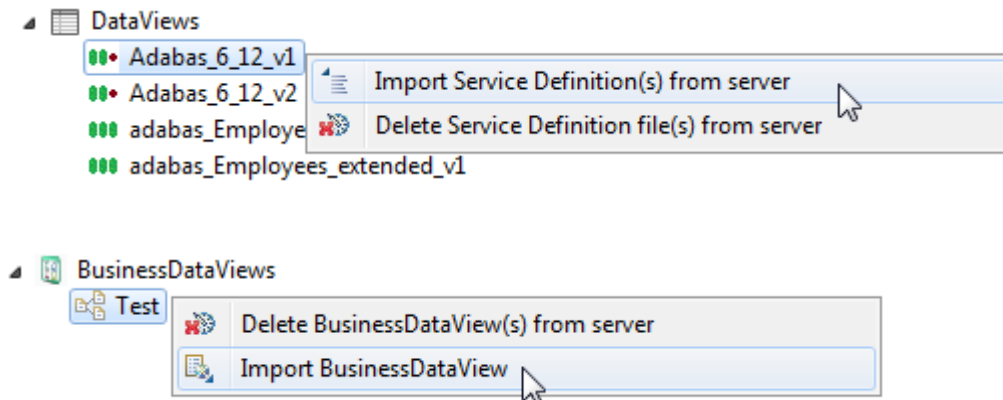 DataViews
Adabas_6_12_v1
Import Service Definition(s) from server
Adabas_6_12_v2
Delete Service Definition file(s) from server
adabas_Employe
adabas_Employees_extended_v1
BusinessDataViews
Test
Delete BusinessDataView(s) from server
Import BusinessDataView